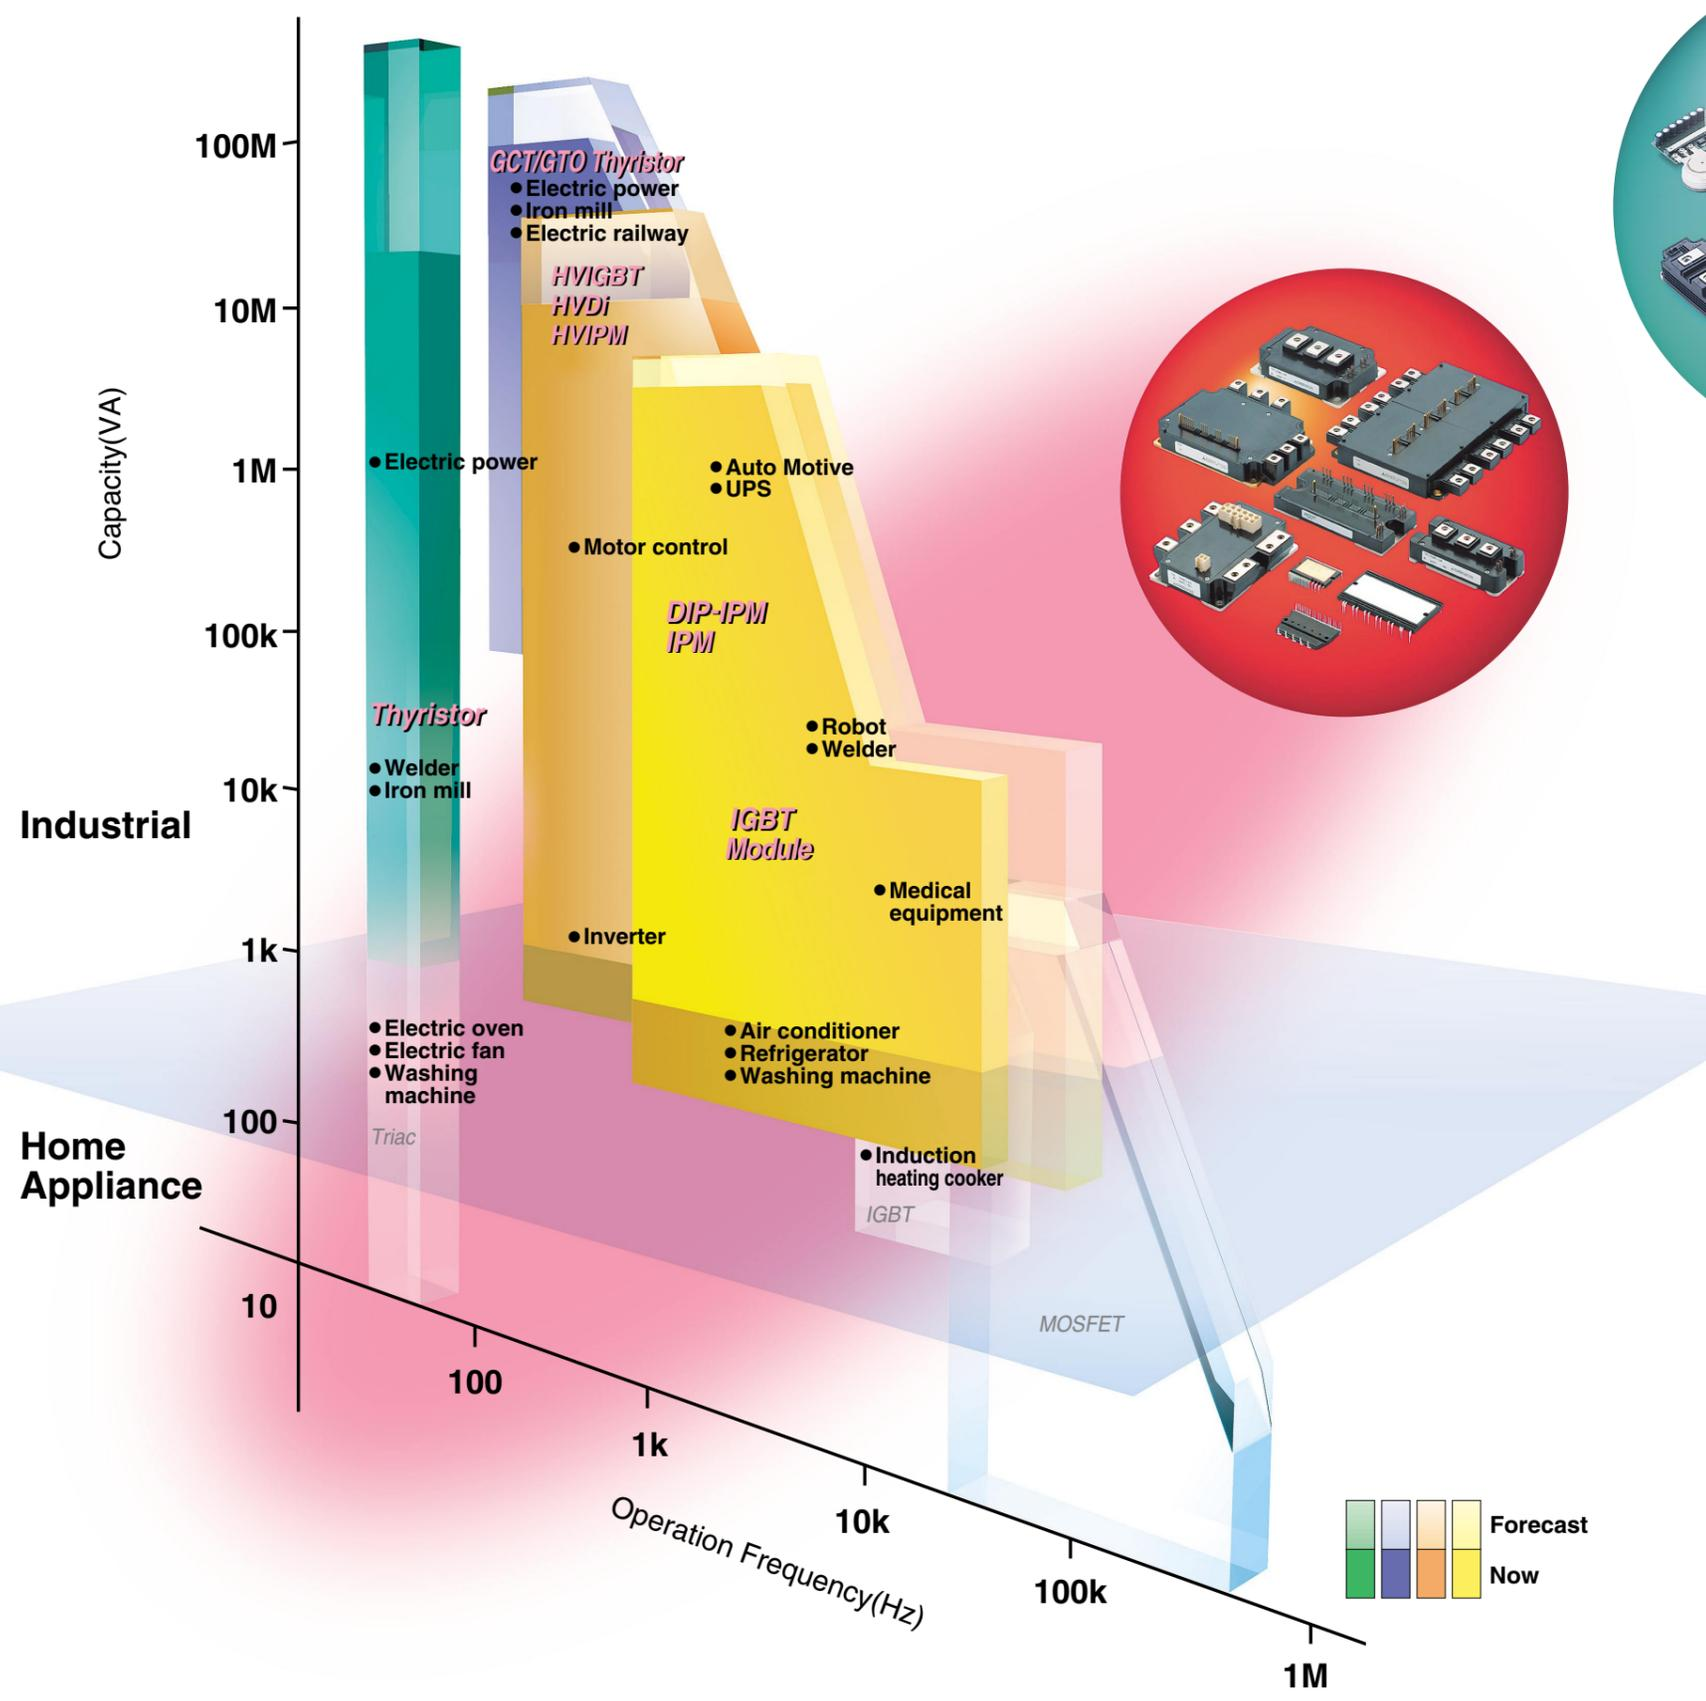 100M
10M
1M
100k
10k
1k
100
10
Capacity(VA)
Industrial
Home
Appliance
GCT/GTO Thyristor
●Electric power
●Iron mill
●Electric railway
HVIGBT
HVDi
HVIPM
●Electric power
●Auto Motive
●UPS
●Motor control
DIP-IPM
IPM
Thyristor
●Welder
●Iron mill
●Robot
●Welder
IGBT
Module
●Medical
equipment
●Inverter
●Electric oven
●Electric fan
●Washing
machine
Triac
●Air conditioner
●Refrigerator
●Washing machine
●Induction
heating cooker
IGBT
MOSFET
100
1k
10k
100k
1M
Operation Frequency(Hz)
Forecast
Now